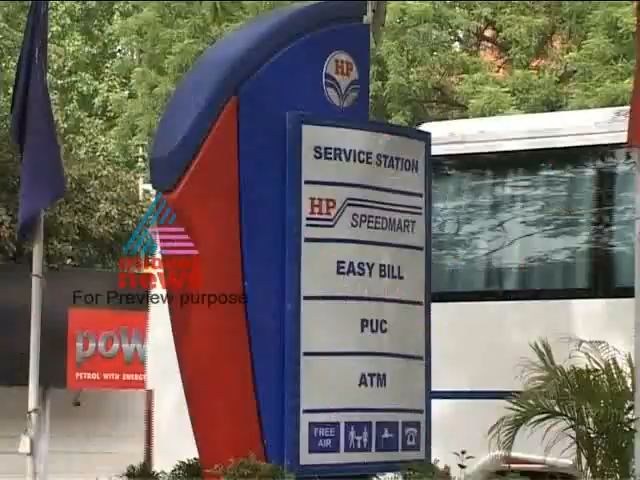 HP
SERVICE STATION
HP SPEEDMART
EASY BILL
PUC
ATM
FREE
AIR
news
For Preview purpose
poW
PETROL WITH ENERGY